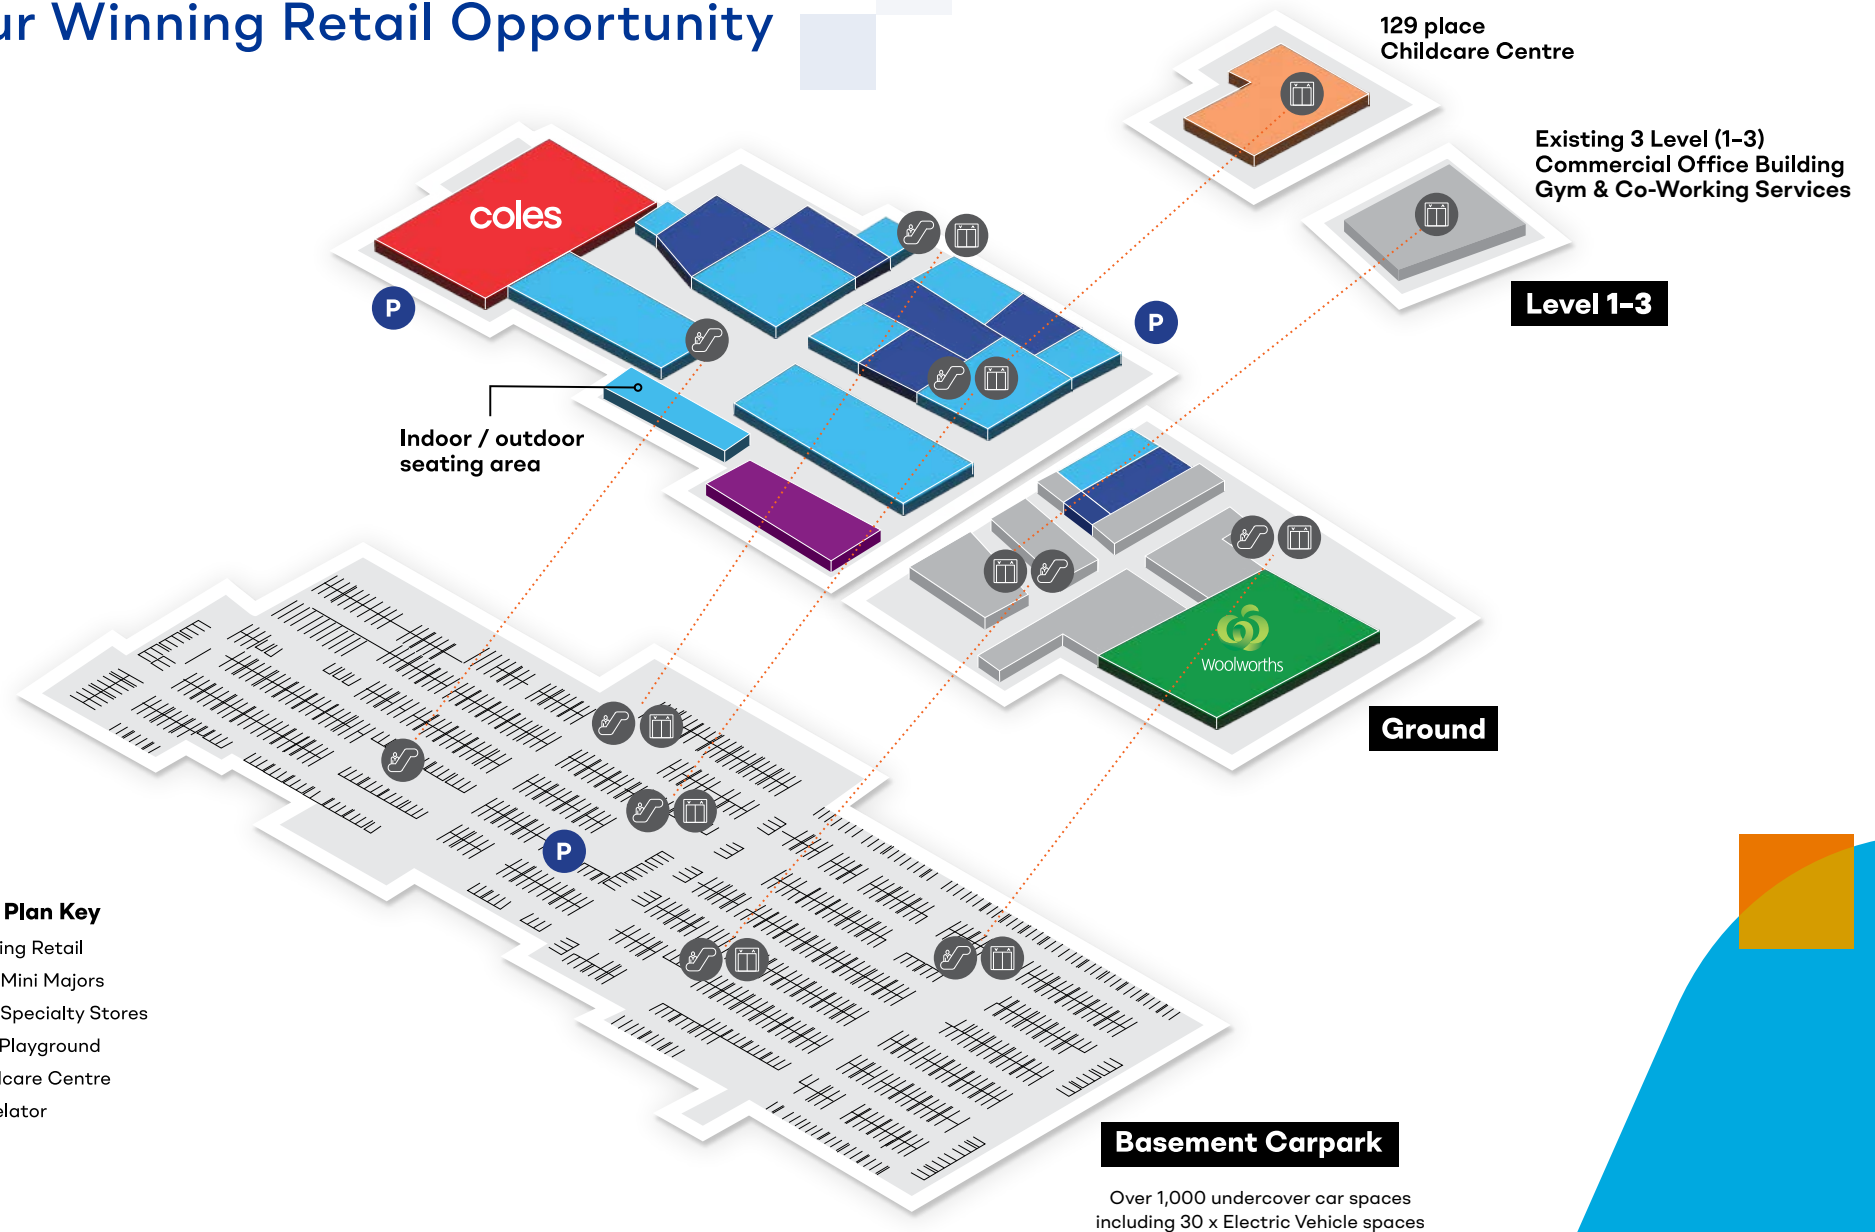 ur Winning Retail Opportunity
129 place
Childcare Centre
Existing 3 Level (1–3)
Commercial Office Building
Gym & Co-Working Services
Level 1–3
coles
P
P
Indoor / outdoor
seating area
Woolworths
Ground
P
Plan Key
ing Retail
Mini Majors
Specialty Stores
Playground
lcare Centre
elator
Basement Carpark
Over 1,000 undercover car spaces
including 30 x Electric Vehicle spaces